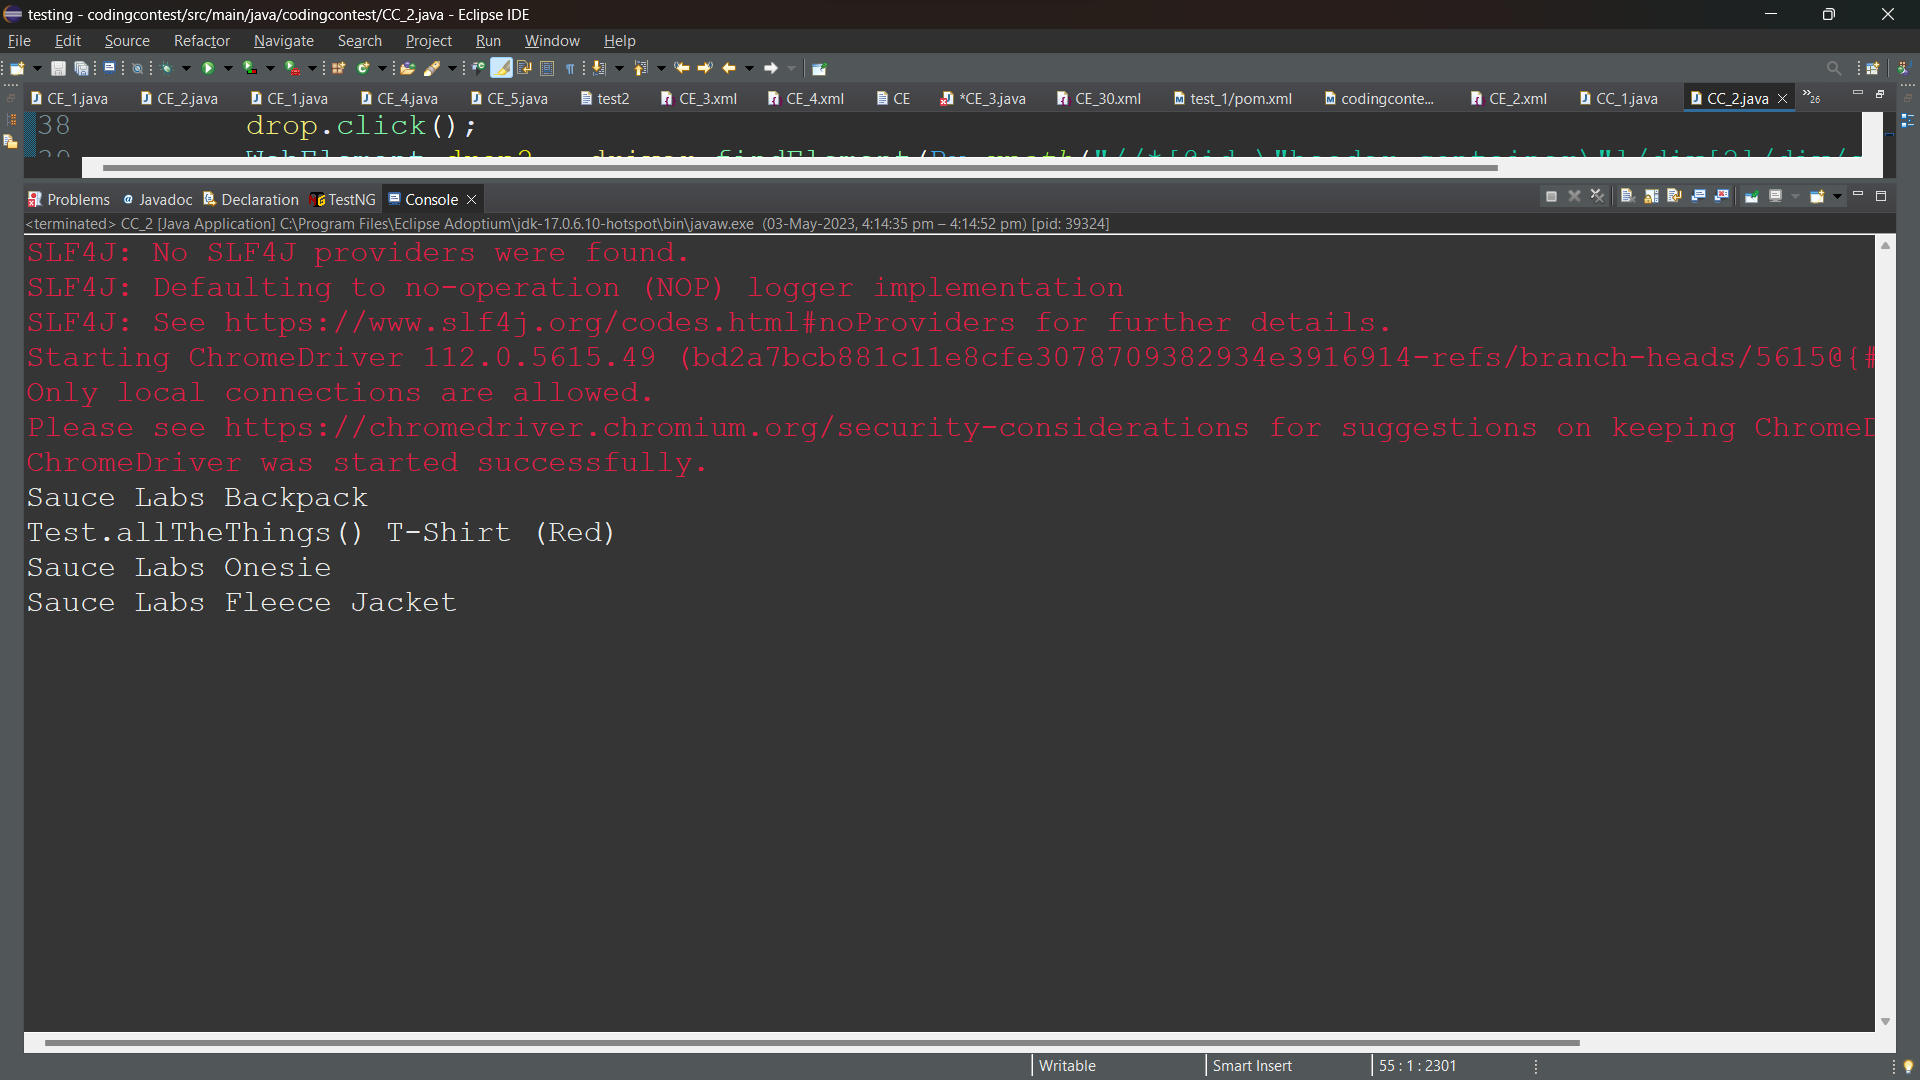 testing - codingcontest/src/main/java/codingcontest/CC_2.java - Eclipse IDE
File Edit Source Refactor Navigate Search Project Run Window Help
CE_1.java CE_2.java CE_1.java CE_4.java CE_5.java test2 CE_3.xml CE_4.xml CE *CE_3.java CE_30.xml test_1/pom.xml codingconte... CE_2.xml CC_1.java CC_2.java »26
38 drop.click();
Problems Javadoc Declaration TestNG Console
<terminated> CC_2 [Java Application] C:\Program Files\Eclipse Adoptium\jdk-17.0.6.10-hotspot\bin\javaw.exe (03-May-2023, 4:14:35 pm – 4:14:52 pm) [pid: 39324]
SLF4J: No SLF4J providers were found.
SLF4J: Defaulting to no-operation (NOP) logger implementation
SLF4J: See https://www.slf4j.org/codes.html#noProviders for further details.
Starting ChromeDriver 112.0.5615.49 (bd2a7bcb881c11e8cfe3078709382934e3916914-refs/branch-heads/5615@{#
Only local connections are allowed.
Please see https://chromedriver.chromium.org/security-considerations for suggestions on keeping ChromeD
ChromeDriver was started successfully.
Sauce Labs Backpack
Test.allTheThings() T-Shirt (Red)
Sauce Labs Onesie
Sauce Labs Fleece Jacket
Writable Smart Insert 55 : 1 : 2301